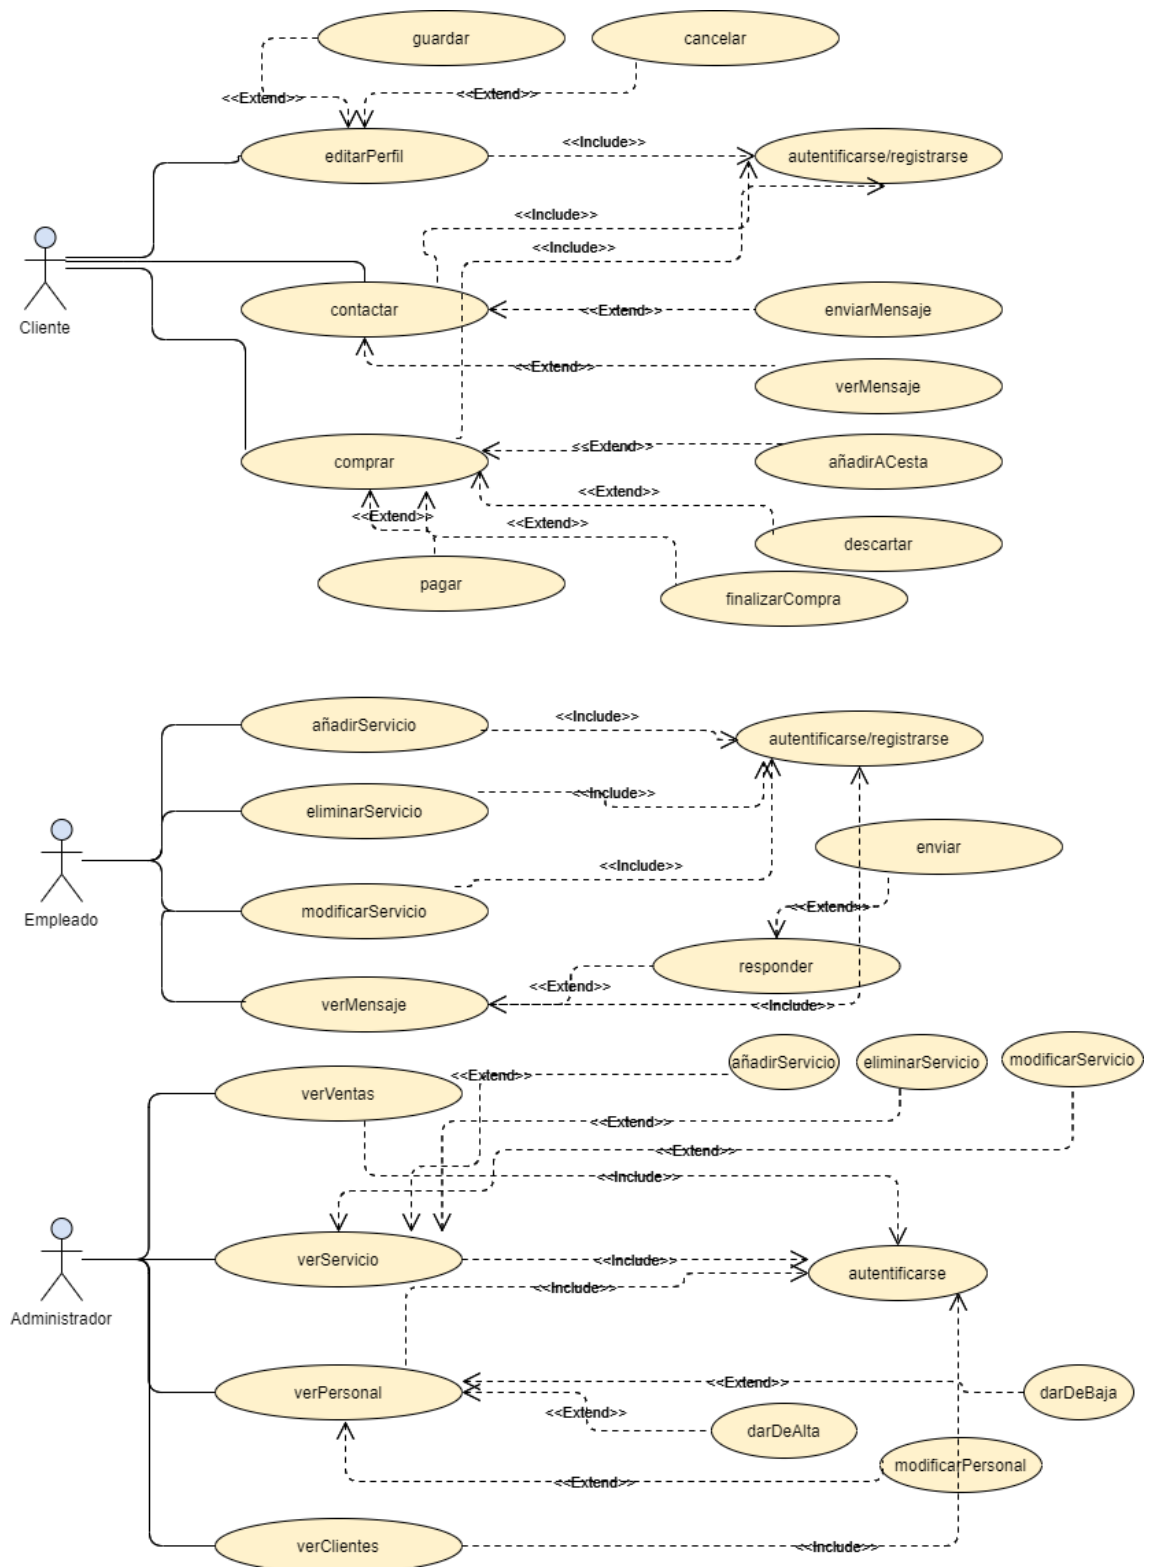 guardar
cancelar
<<Extend>>
<<Extend>>
editarPerfil
<<Include>>
autentificarse/registrarse
<<Include>>
<<Include>>
Cliente
contactar
<<Extend>>
enviarMensaje
<<Extend>>
verMensaje
comprar
<<Extend>>
añadirACesta
<<Extend>>
<<Extend>>
<<Extend>>
descartar
pagar
finalizarCompra
añadirServicio
<<Include>>
autentificarse/registrarse
eliminarServicio
<<Include>>
enviar
<<Include>>
Empleado
modificarServicio
<<Extend>>
responder
<<Extend>>
verMensaje
<<Include>>
añadirServicio
eliminarServicio
modificarServicio
<<Extend>>
verVentas
<<Extend>>
<<Extend>>
<<Include>>
verServicio
<<Include>>
autentificarse
<<Include>>
Administrador
verPersonal
<<Extend>>
darDeBaja
<<Extend>>
darDeAlta
modificarPersonal
<<Extend>>
verClientes
<<Include>>